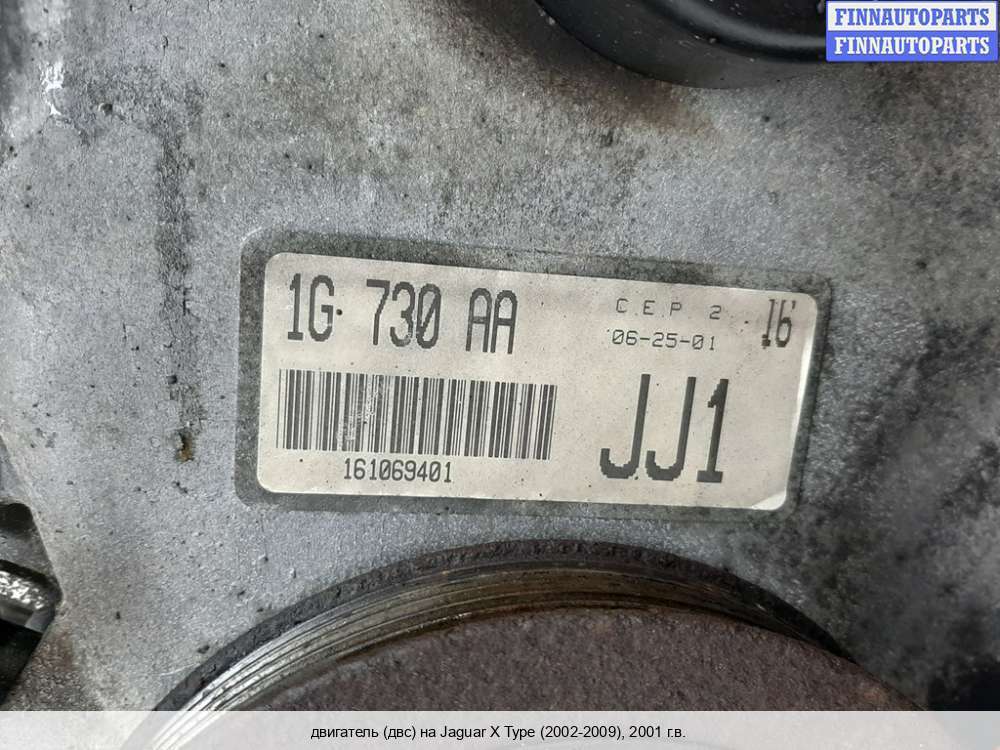 FINNAUTOPARTS
FINNAUTOPARTS
1G 730 AA
C.E.P. 2
16
06-25-01
JJ1
161069401
двигатель (двс) на Jaguar X Type (2002-2009), 2001 г.в.